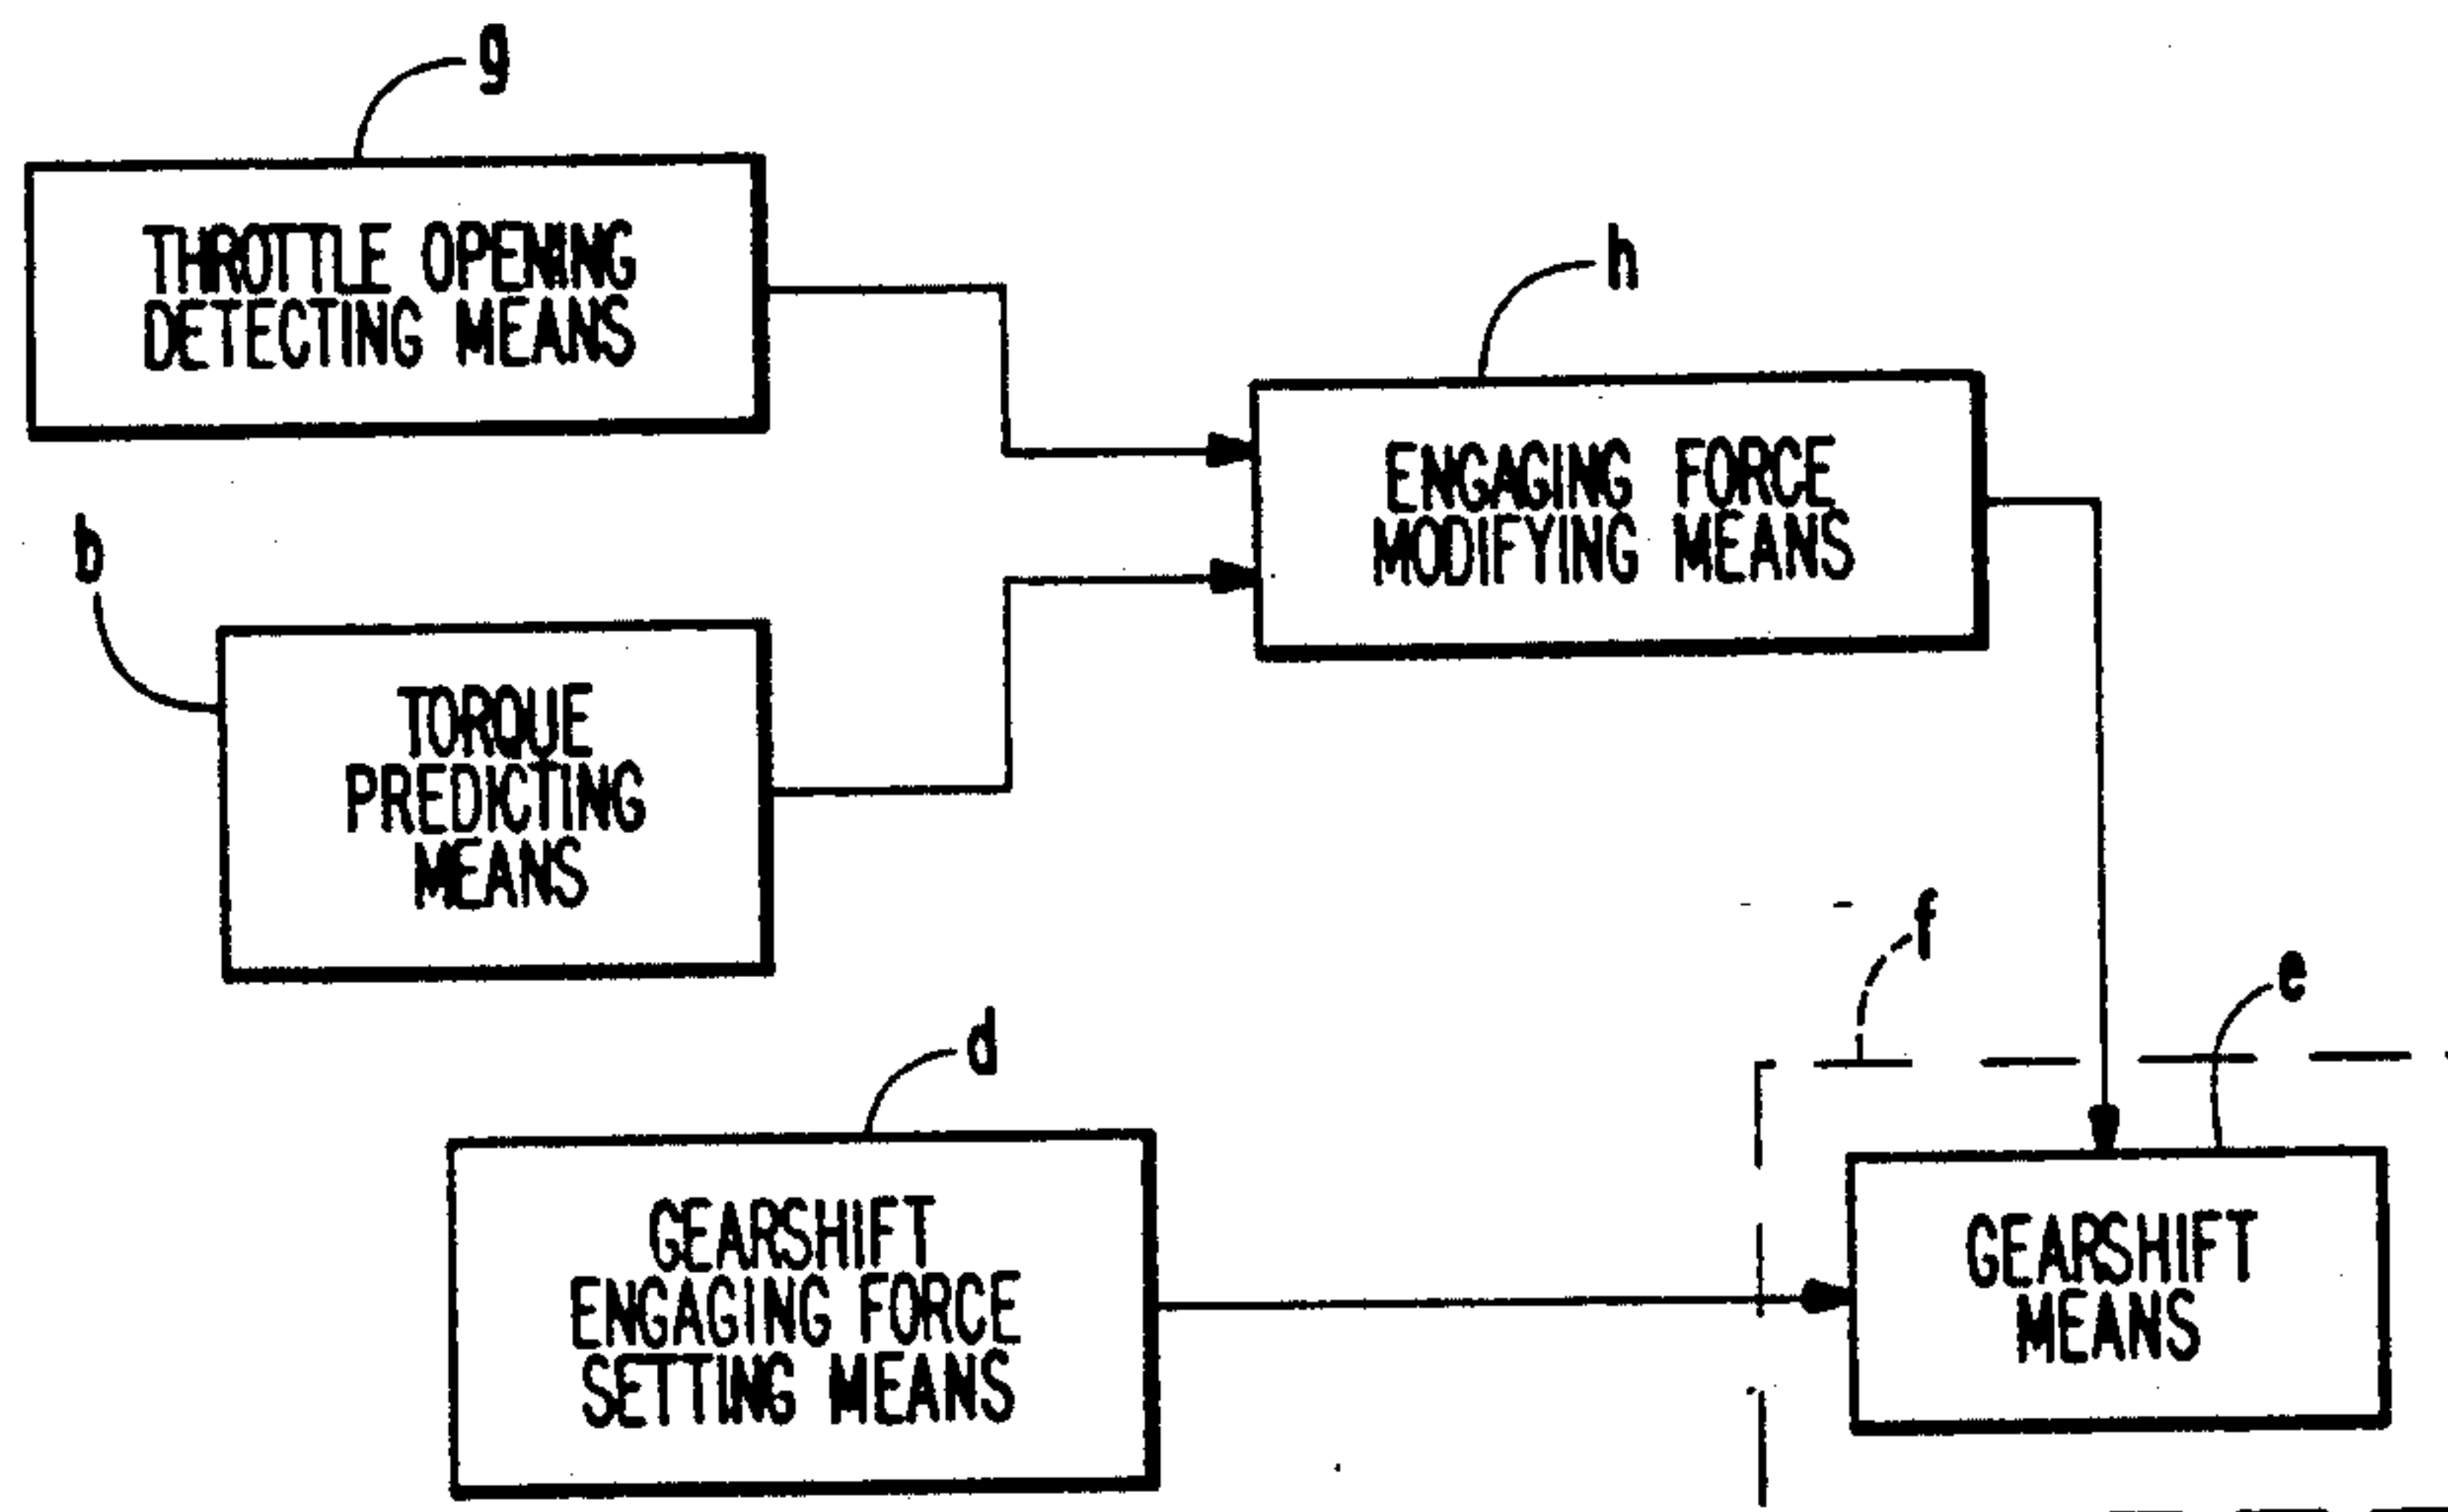 g
THROTTLE OPENING
DETECTING MEANS
h
ENGAGING FORCE
MODIFYING MEANS
b
TORQUE
PREDICTING
MEANS
f
e
d
GEARSHIFT
ENGAGING FORCE
SETTING MEANS
GEARSHIFT
MEANS